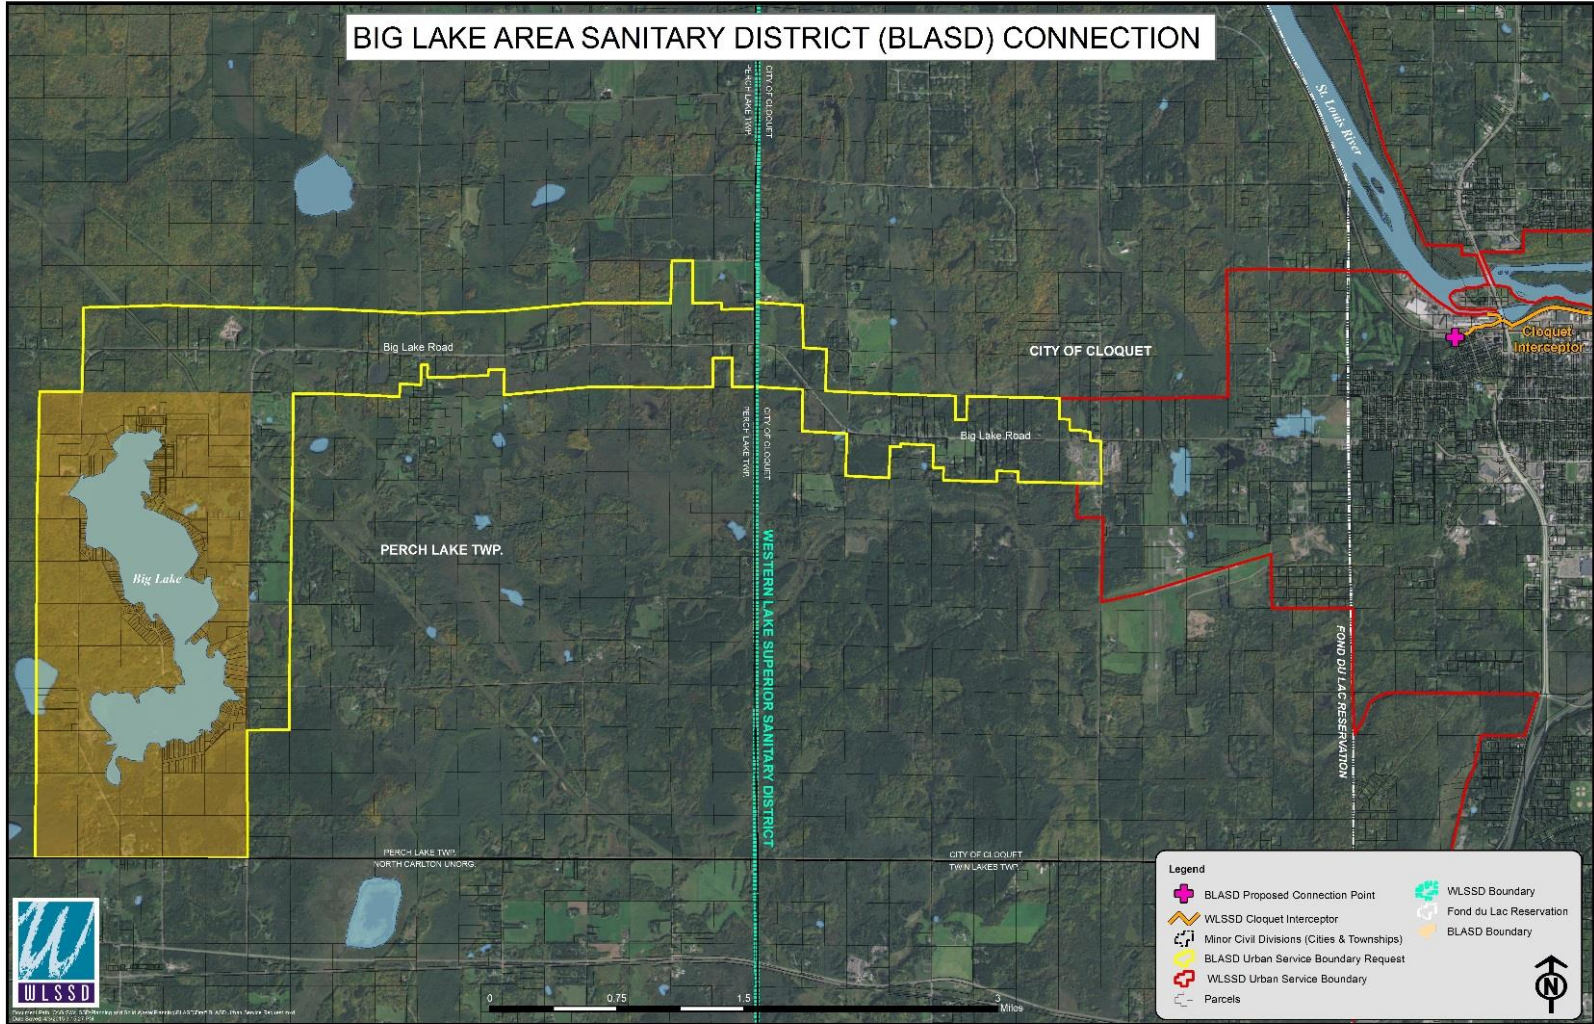 BIG LAKE AREA SANITARY DISTRICT (BLASD) CONNECTION
CITY OF CLOQUET
PERCH LAKE TWP.
St. Louis River
Big Lake Road
CITY OF CLOQUET
Cloquet
Interceptor
CITY OF CLOQUET
PERCH LAKE TWP.
Big Lake Road
PERCH LAKE TWP.
Big Lake
WESTERN LAKE SUPERIOR SANITARY DISTRICT
FOND DU LAC RESERVATION
PERCH LAKE TWP.
NORTH CARLTON UNORG.
CITY OF CLOQUET
TWIN LAKES TWP.
Legend
BLASD Proposed Connection Point
WLSSD Cloquet Interceptor
Minor Civil Divisions (Cities & Townships)
BLASD Urban Service Boundary Request
WLSSD Urban Service Boundary
Parcels
WLSSD Boundary
Fond du Lac Reservation
BLASD Boundary
N
W
WLSSD
0 0.75 1.5 3
Miles